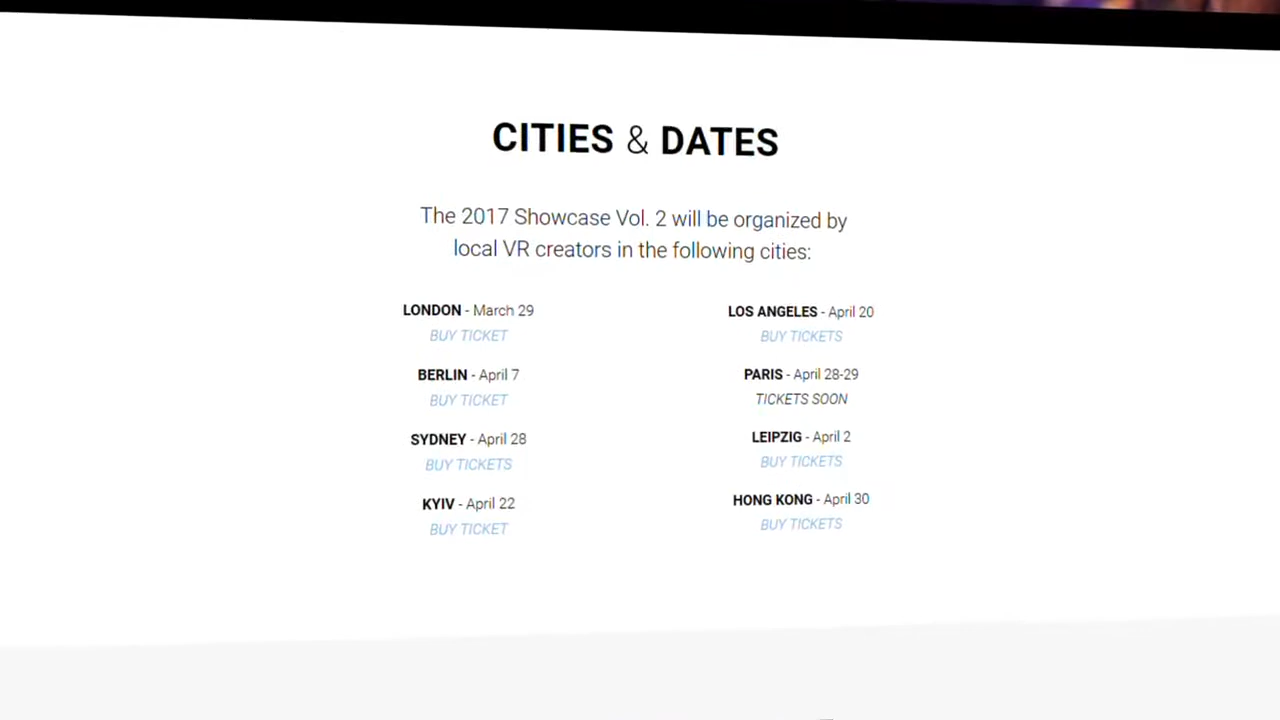 CITIES & DATES
The 2017 Showcase Vol. 2 will be organized by
local VR creators in the following cities:
LONDON - March 29
BUY TICKET
BERLIN - April 7
BUY TICKET
SYDNEY - April 28
BUY TICKETS
KYIV - April 22
BUY TICKET
LOS ANGELES - April 20
BUY TICKETS
PARIS - April 28-29
TICKETS SOON
LEIPZIG - April 2
BUY TICKETS
HONG KONG - April 30
BUY TICKETS